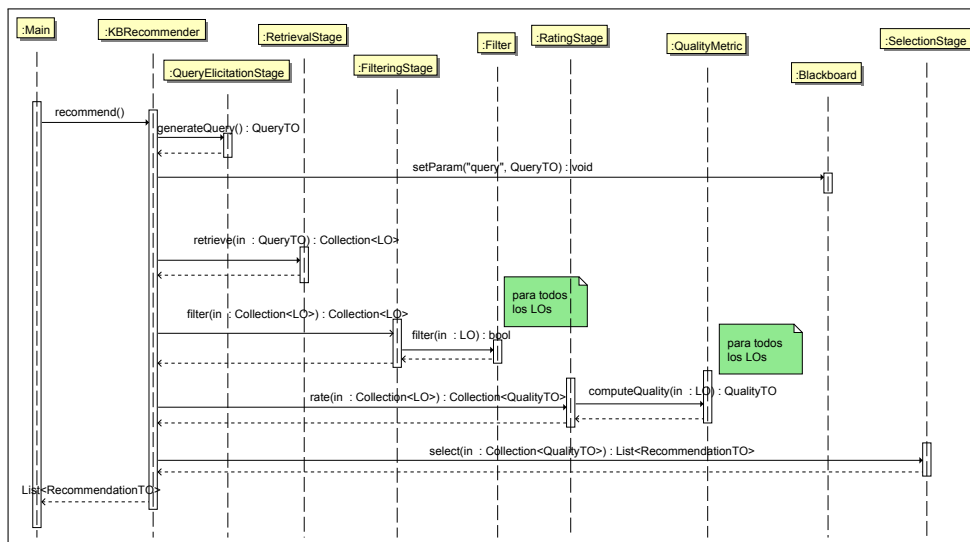 :Main
:KBRecommender
:RetrievalStage
:Filter
:RatingStage
:QualityMetric
:SelectionStage
:QueryElicitationStage
:FilteringStage
:Blackboard
recommend()
generateQuery() : QueryTO
setParam("query", QueryTO) : void
retrieve(in : QueryTO) : Collection<LO>
para todos
los LOs
filter(in : Collection<LO>) : Collection<LO>
filter(in : LO) : bool
para todos
los LOs
rate(in : Collection<LO>) : Collection<QualityTO>
computeQuality(in : LO) : QualityTO
select(in : Collection<QualityTO>) : List<RecommendationTO>
List<RecommendationTO>